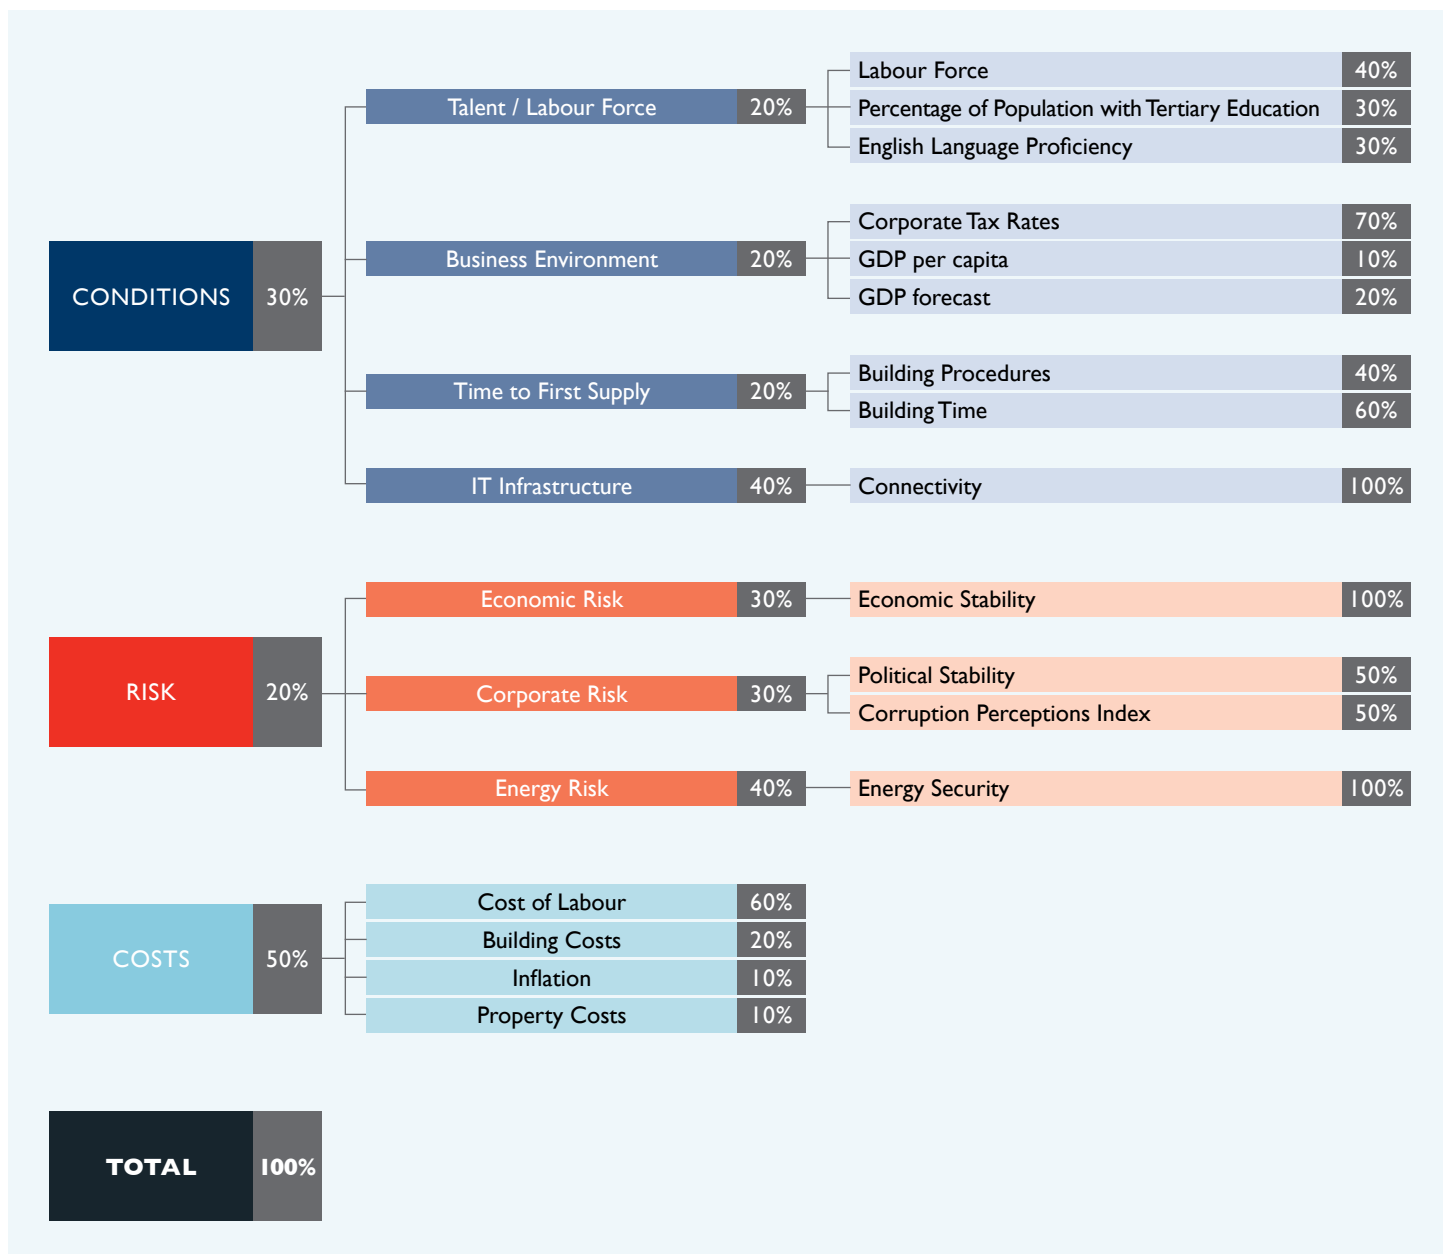 CONDITIONS 30%
Talent / Labour Force 20%
Labour Force 40%
Percentage of Population with Tertiary Education 30%
English Language Proficiency 30%
Business Environment 20%
Corporate Tax Rates 70%
GDP per capita 10%
GDP forecast 20%
Time to First Supply 20%
Building Procedures 40%
Building Time 60%
IT Infrastructure 40%
Connectivity 100%
RISK 20%
Economic Risk 30%
Economic Stability 100%
Corporate Risk 30%
Political Stability 50%
Corruption Perceptions Index 50%
Energy Risk 40%
Energy Security 100%
COSTS 50%
Cost of Labour 60%
Building Costs 20%
Inflation 10%
Property Costs 10%
TOTAL 100%